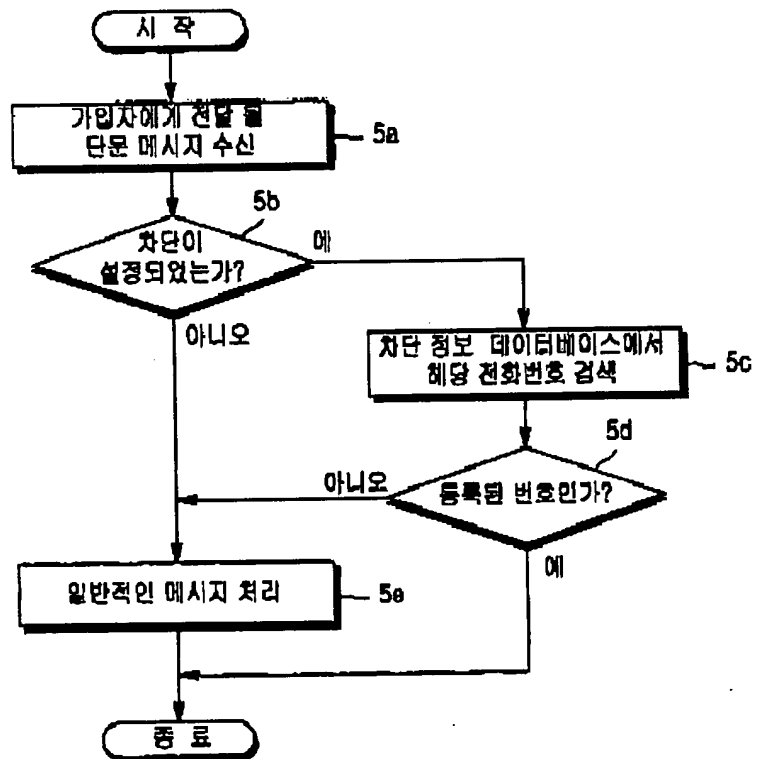 시 작
가입자에게 전달 될
단문 메시지 수신
5a
5b
차단이
설정되었는가?
예
아니오
차단 정보 데이터베이스에서
해당 전화번호 검색
5c
5d
등록된 번호인가?
아니오
예
일반적인 메시지 처리
5e
종 료